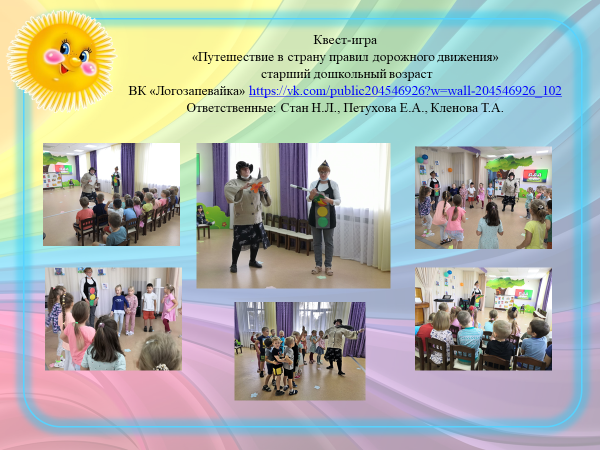 Квест-игра
«Путешествие в страну правил дорожного движения»
старший дошкольный возраст
ВК «Логозапевайка» https://vk.com/public204546926?w=wall-204546926_102
Ответственные: Стан Н.Л., Петухова Е.А., Кленова Т.А.